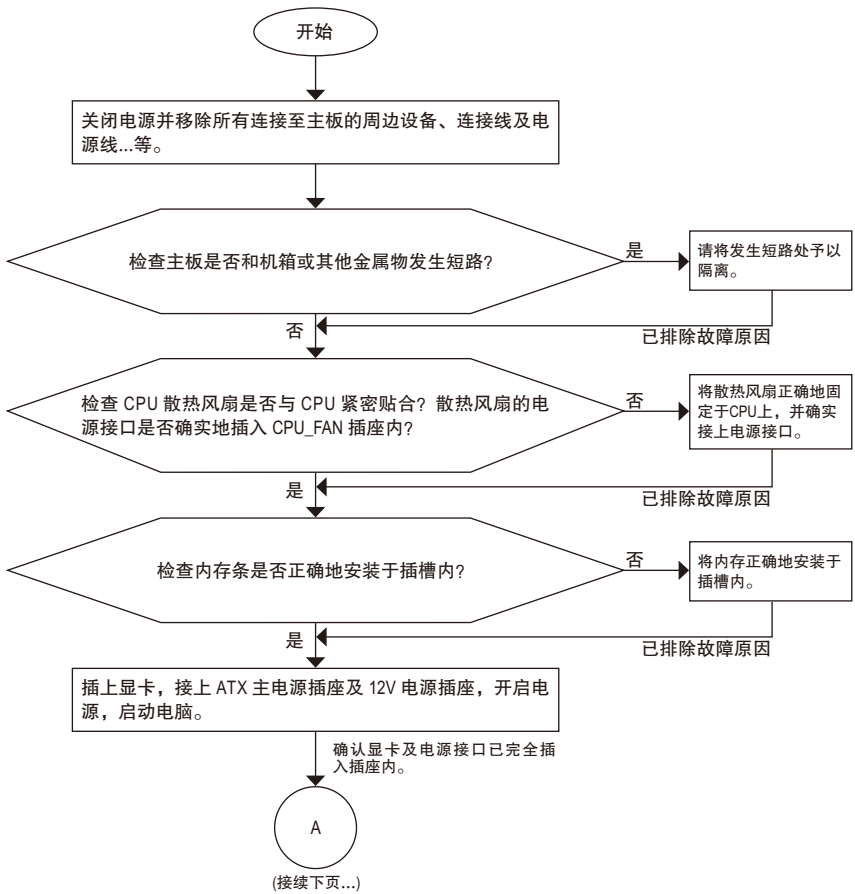 开始
关闭电源并移除所有连接至主板的周边设备、连接线及电
源线...等。
检查主板是否和机箱或其他金属物发生短路?
是
请将发生短路处予以
隔离。
否
已排除故障原因
检查 CPU 散热风扇是否与 CPU 紧密贴合? 散热风扇的电
源接口是否确实地插入 CPU_FAN 插座内?
否
将散热风扇正确地固
定于CPU上，并确实
接上电源接口。
是
已排除故障原因
检查内存条是否正确地安装于插槽内?
否
将内存正确地安装于
插槽内。
是
已排除故障原因
插上显卡，接上 ATX 主电源插座及 12V 电源插座，开启电
源，启动电脑。
确认显卡及电源接口已完全插
入插座内。
A
(接续下页...)